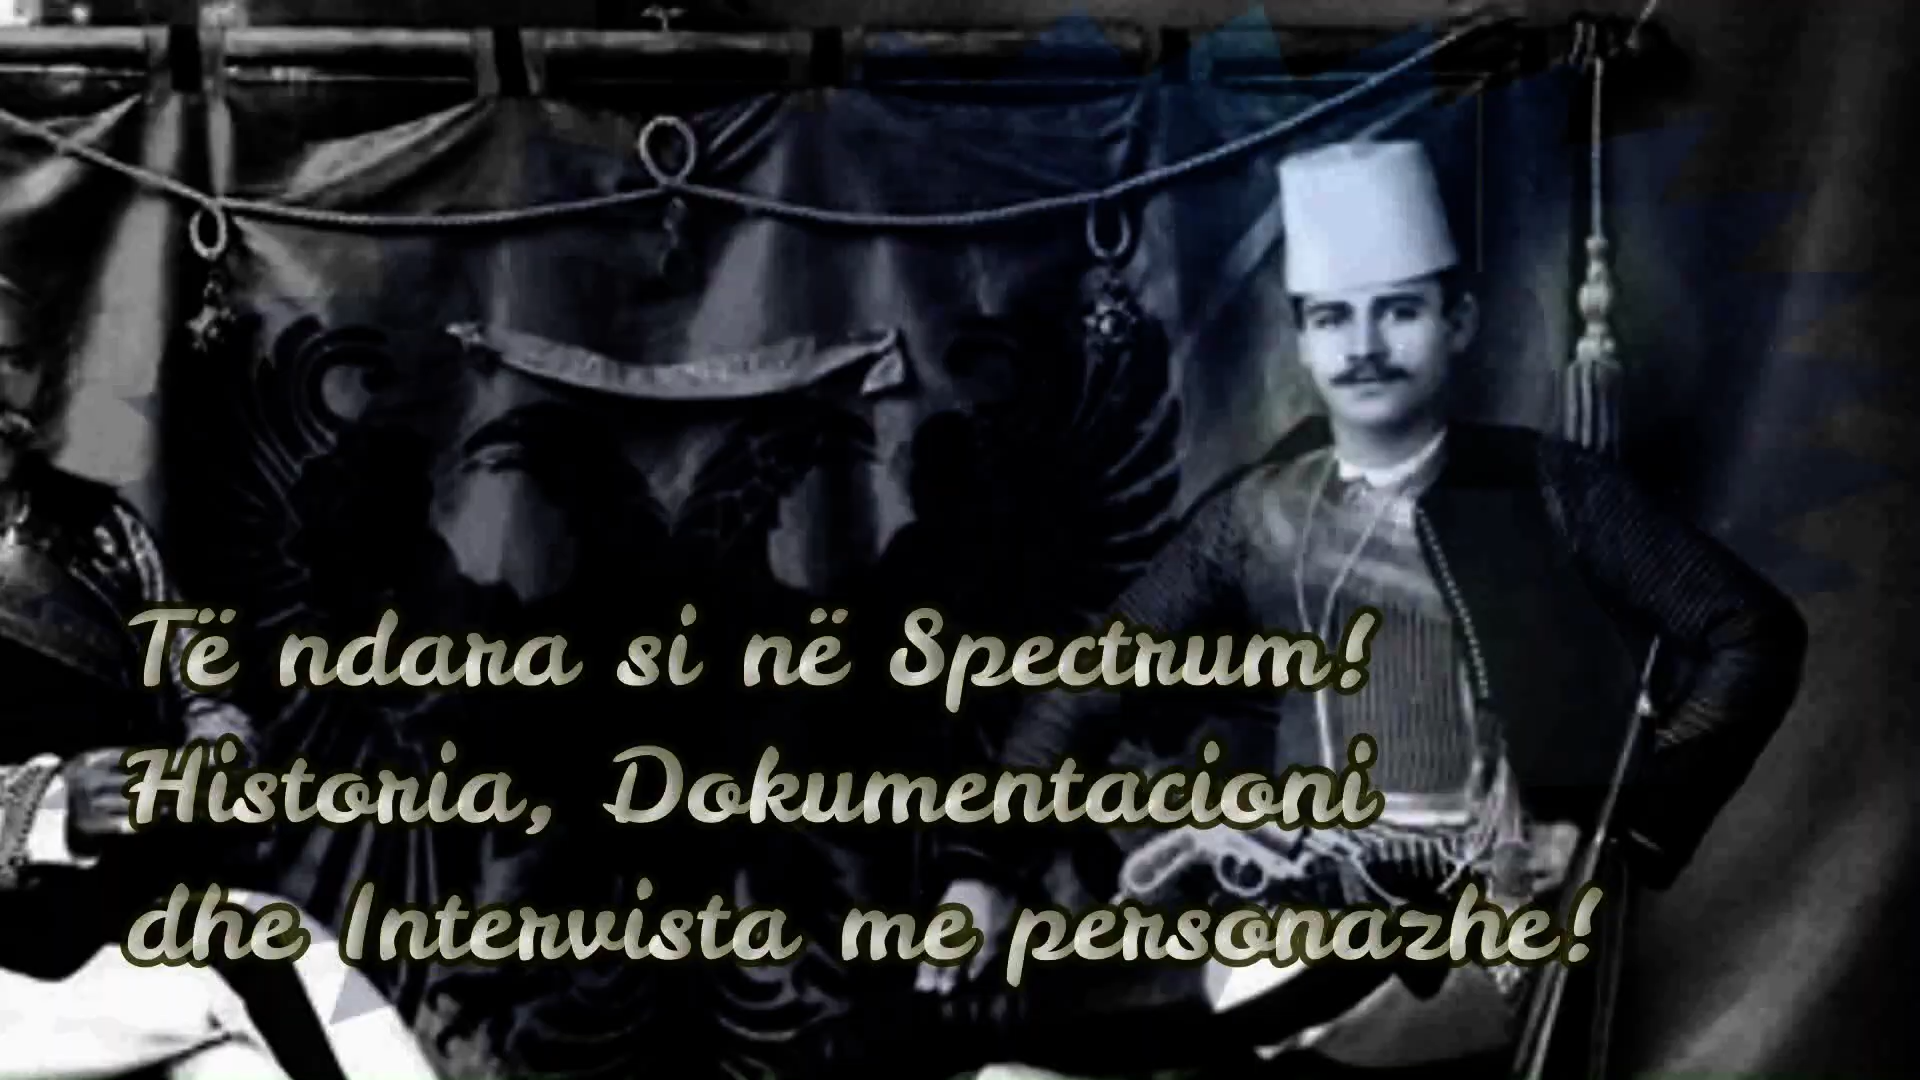 Të ndara si në Spectrum!
Historia, Dokumentacioni
dhe Intervista me personazhe!